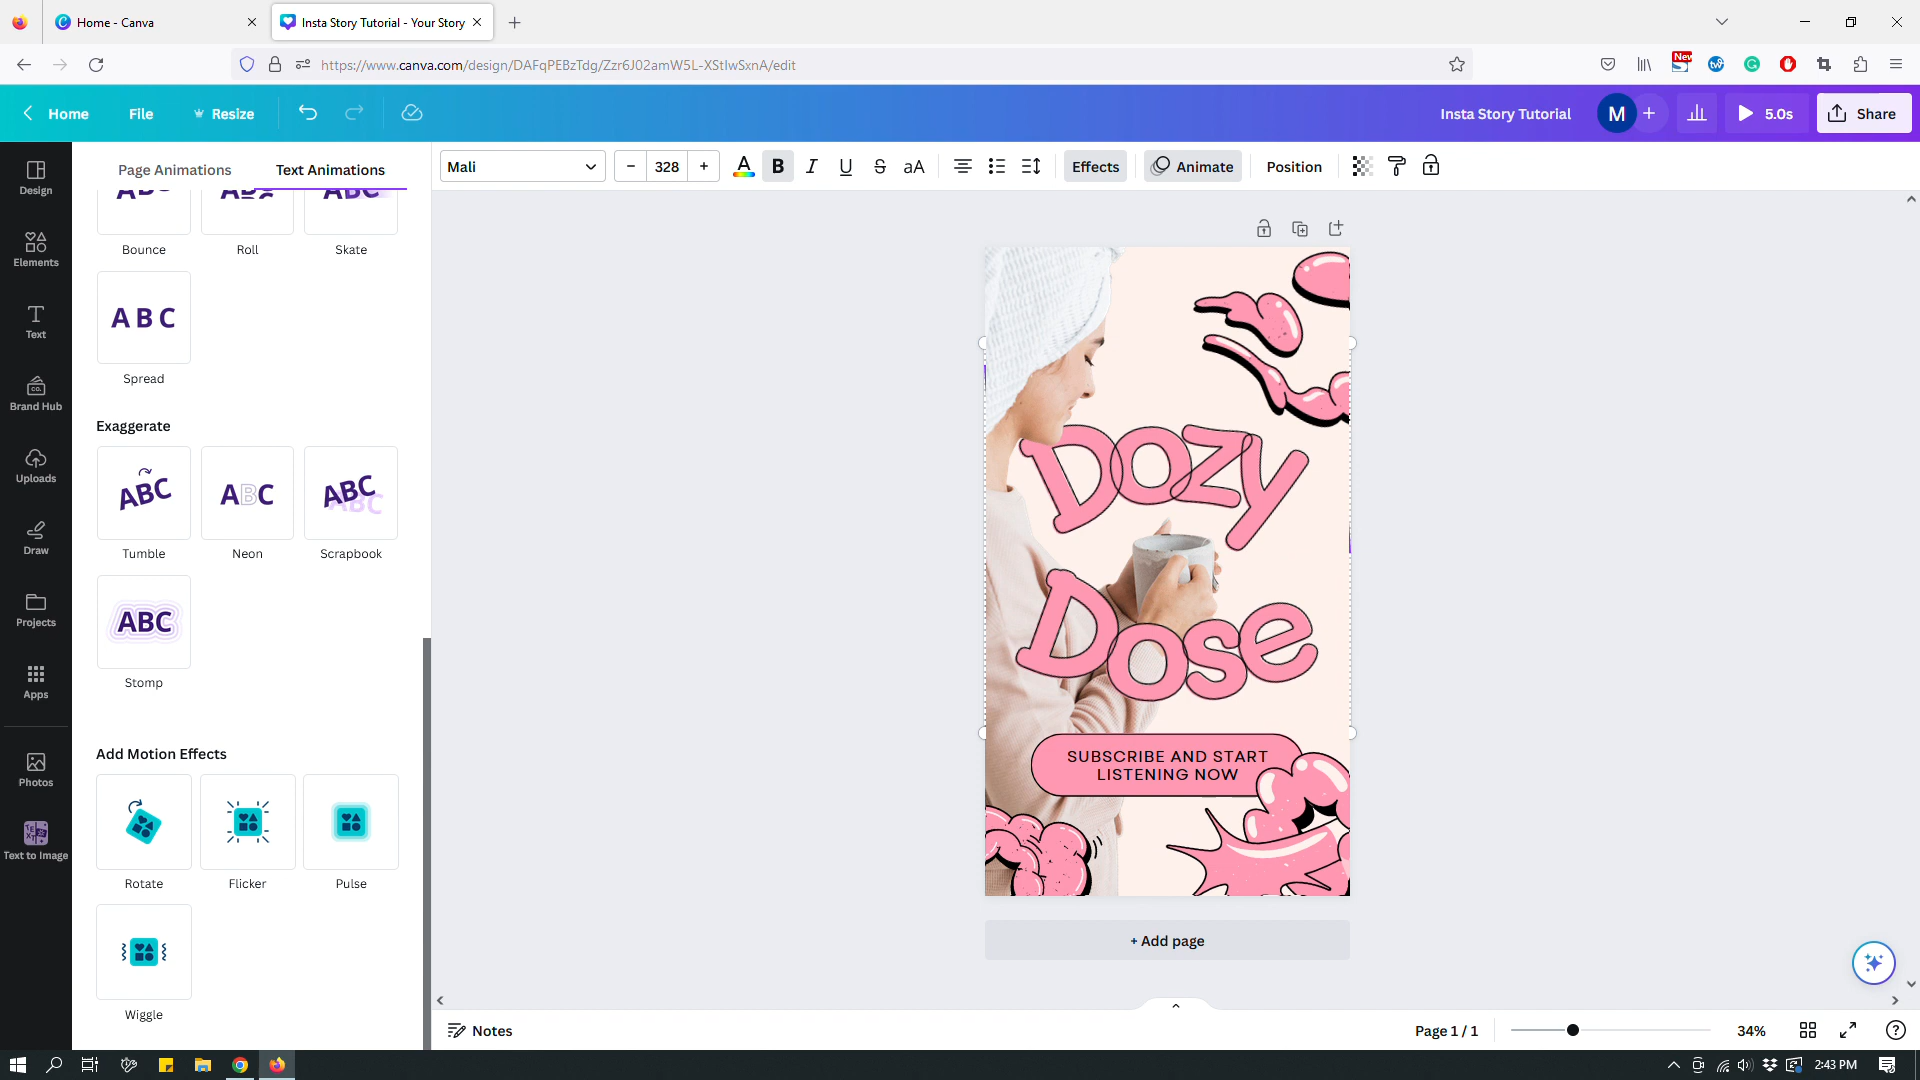 Home - Canva
Insta Story Tutorial - Your Story
https://www.canva.com/design/DAFqPEBzTdg/Zzr6J02amW5L-XStIwSxnA/edit
New
Home
File
Resize
Insta Story Tutorial
M
5.0s
Share
Page Animations
Text Animations
Mali
328
A
B
I
U
S
aA
Effects
Animate
Position
Design
Elements
Text
Brand Hub
Uploads
Draw
Projects
Apps
Photos
Text to Image
Bounce
Roll
Skate
ABC
Spread
Exaggerate
ABC
ABC
ABC
Tumble
Neon
Scrapbook
ABC
Stomp
Add Motion Effects
Rotate
Flicker
Pulse
Wiggle
Dozy
Dose
SUBSCRIBE AND START
LISTENING NOW
+ Add page
Notes
Page 1 / 1
34%
2:43 PM